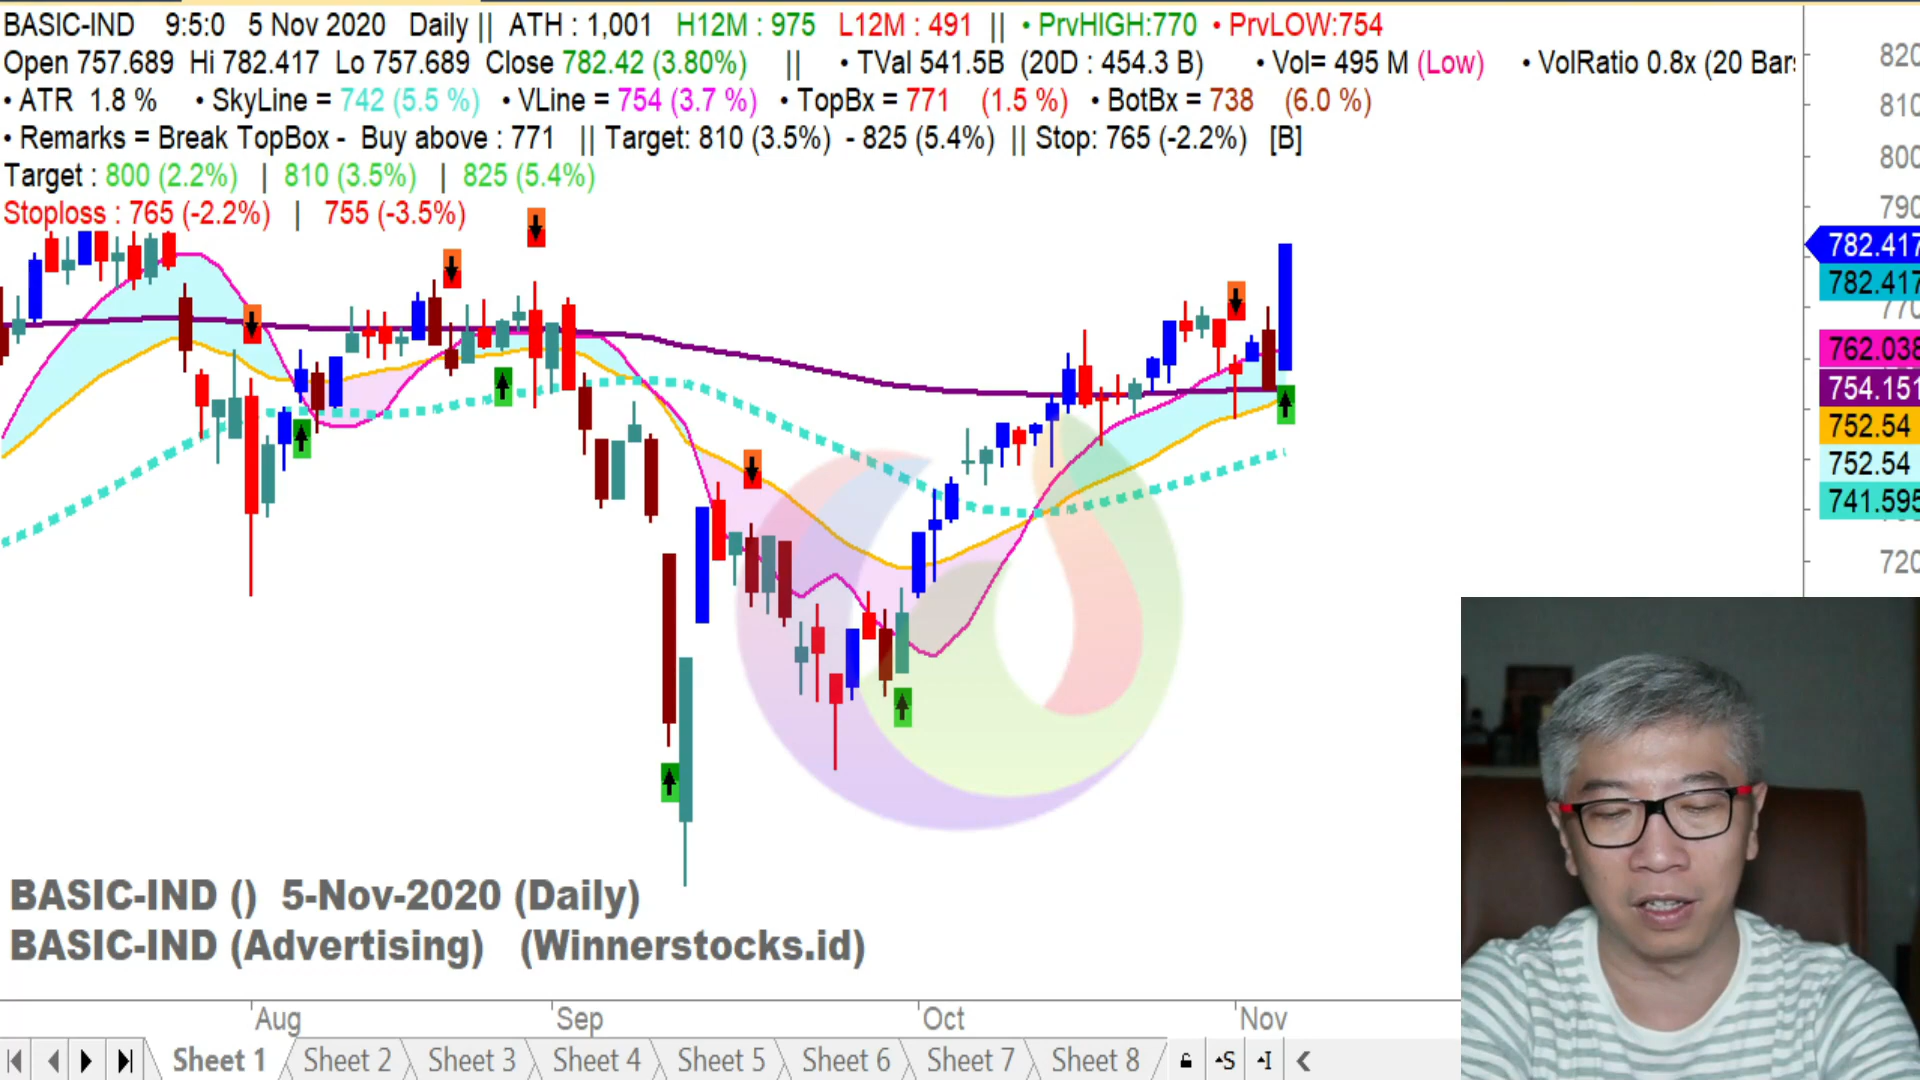 BASIC-IND 9:5:0 5 Nov 2020 Daily || ATH : 1,001 H12M : 975 L12M : 491 || • PrvHIGH:770 • PrvLOW:754
Open 757.689 Hi 782.417 Lo 757.689 Close 782.42 (3.80%) || • TVal 541.5B (20D : 454.3 B) • Vol= 495 M (Low) • VolRatio 0.8x (20 Bars
• ATR 1.8 % • SkyLine = 742 (5.5 %) • VLine = 754 (3.7 %) • TopBx = 771 (1.5 %) • BotBx = 738 (6.0 %)
• Remarks = Break TopBox - Buy above : 771 || Target: 810 (3.5%) - 825 (5.4%) || Stop: 765 (-2.2%) [B]
Target : 800 (2.2%) | 810 (3.5%) | 825 (5.4%)
Stoploss : 765 (-2.2%) | 755 (-3.5%)
820
810
800
790
782.417
782.417
770
762.038
754.151
752.54
752.54
741.595
720
BASIC-IND () 5-Nov-2020 (Daily)
BASIC-IND (Advertising) (Winnerstocks.id)
Aug Sep Oct Nov
Sheet 1 Sheet 2 Sheet 3 Sheet 4 Sheet 5 Sheet 6 Sheet 7 Sheet 8 S I